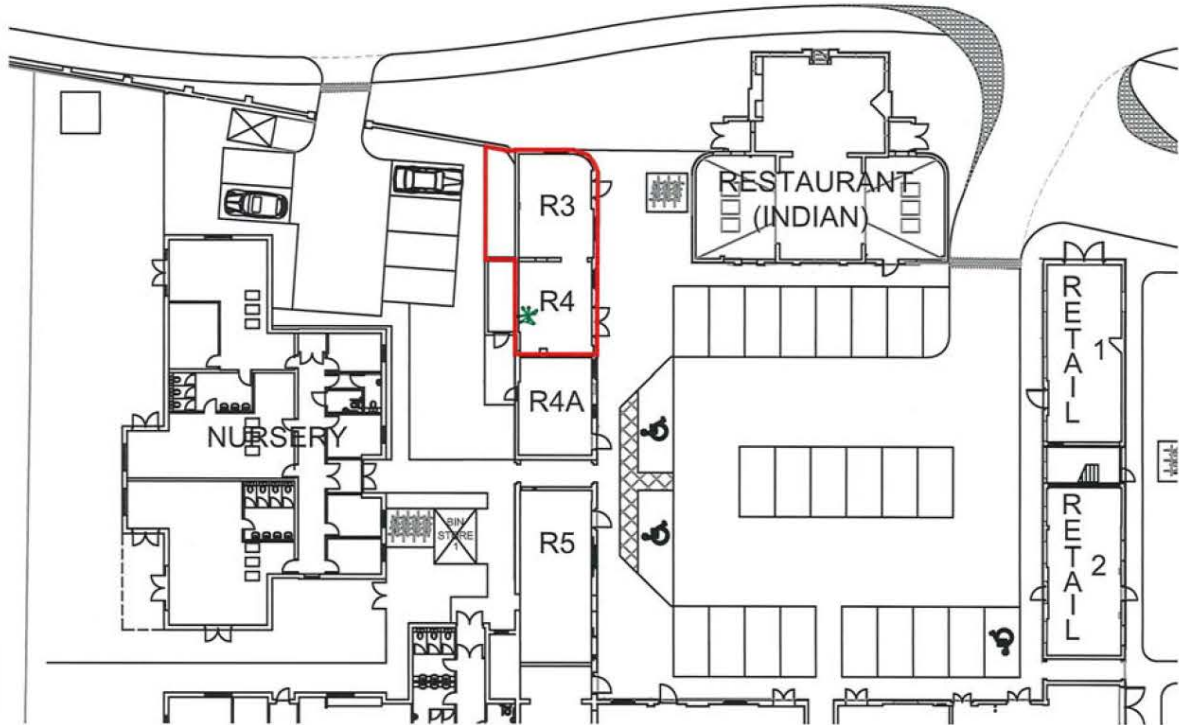 R3
RESTAURANT
(INDIAN)
R4
RETAIL
1
R4A
NURSERY
BIN
STORE
1
R5
RETAIL
2